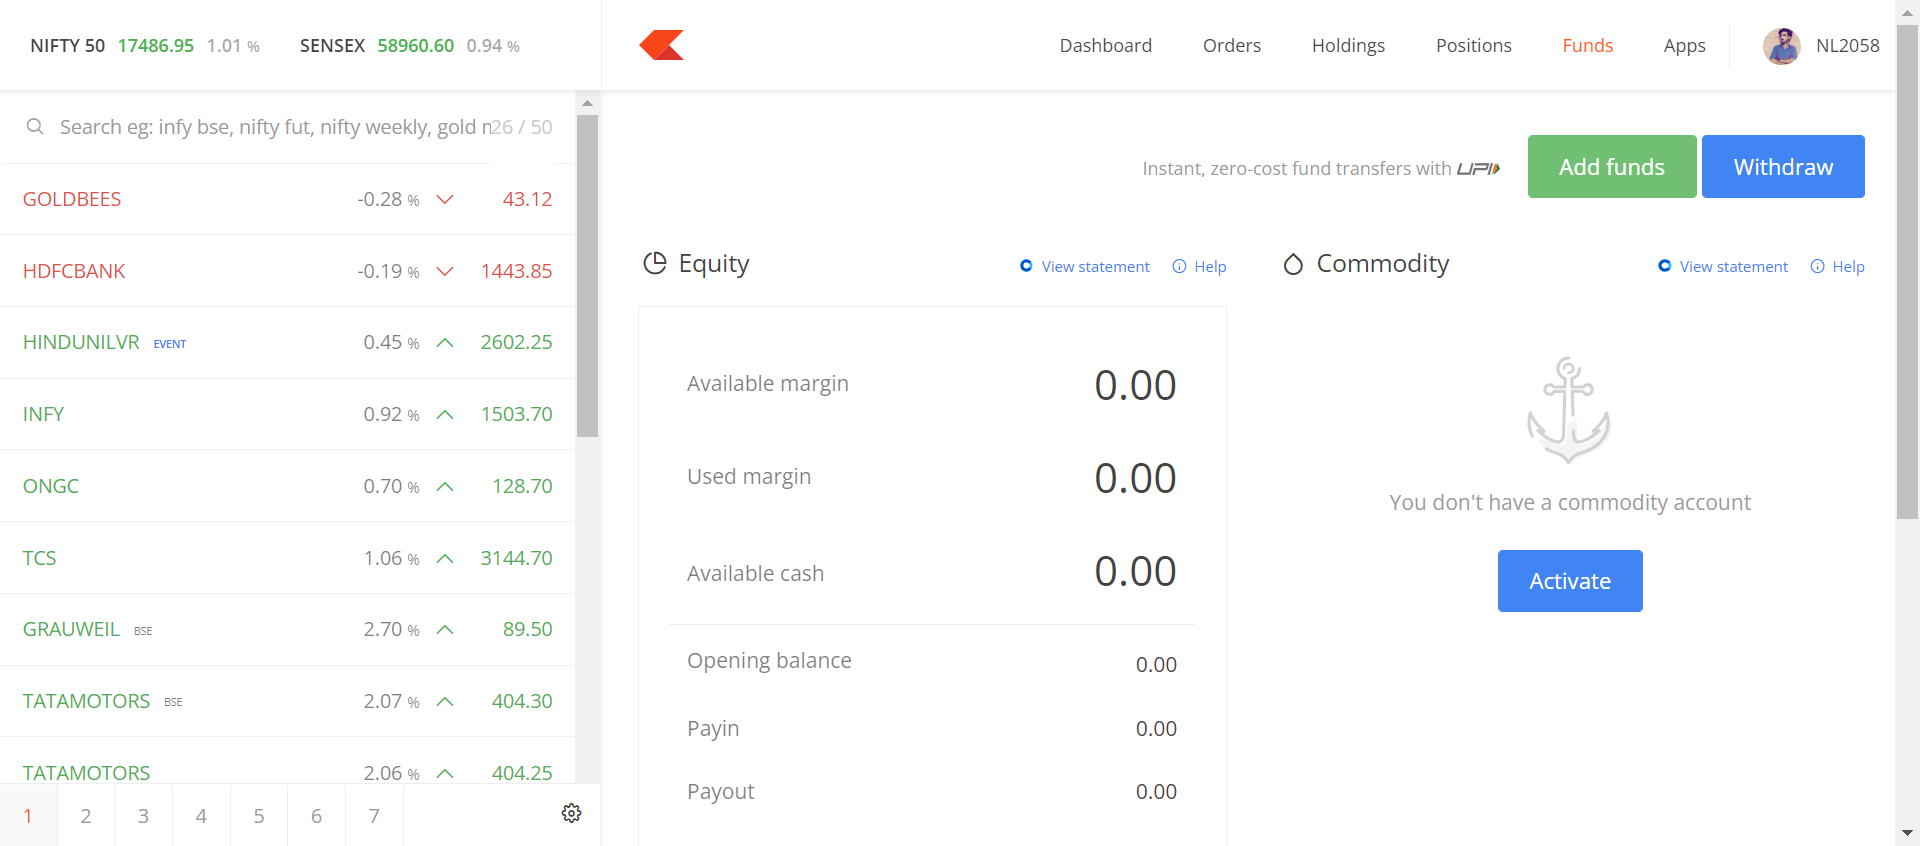 NIFTY 50 17486.95 1.01 % SENSEX 58960.60 0.94 %
Dashboard Orders Holdings Positions Funds Apps NL2058
Search eg: infy bse, nifty fut, nifty weekly, gold 26 / 50
GOLDBEES -0.28 % 43.12
HDFCBANK -0.19 % 1443.85
HINDUNILVR EVENT 0.45 % 2602.25
INFY 0.92 % 1503.70
ONGC 0.70 % 128.70
TCS 1.06 % 3144.70
GRAUWEIL BSE 2.70 % 89.50
TATAMOTORS BSE 2.07 % 404.30
TATAMOTORS 2.06 % 404.25
1 2 3 4 5 6 7
Instant, zero-cost fund transfers with UPI Add funds Withdraw
Equity View statement Help
Available margin 0.00
Used margin 0.00
Available cash 0.00
Opening balance 0.00
Payin 0.00
Payout 0.00
Commodity View statement Help
You don't have a commodity account
Activate